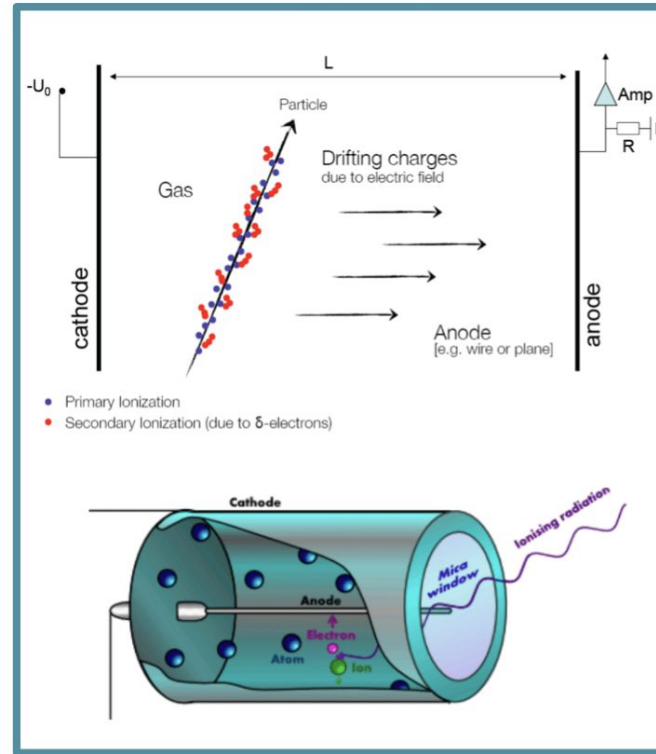 L
-U₀
Amp
R
Particle
Drifting charges
due to electric field
Gas
cathode
anode
Anode
[e.g. wire or plane]
Primary Ionization
Secondary Ionization (due to δ-electrons)
Cathode
Ionising radiation
Mica
window
Anode
Electron
Atom
Ion